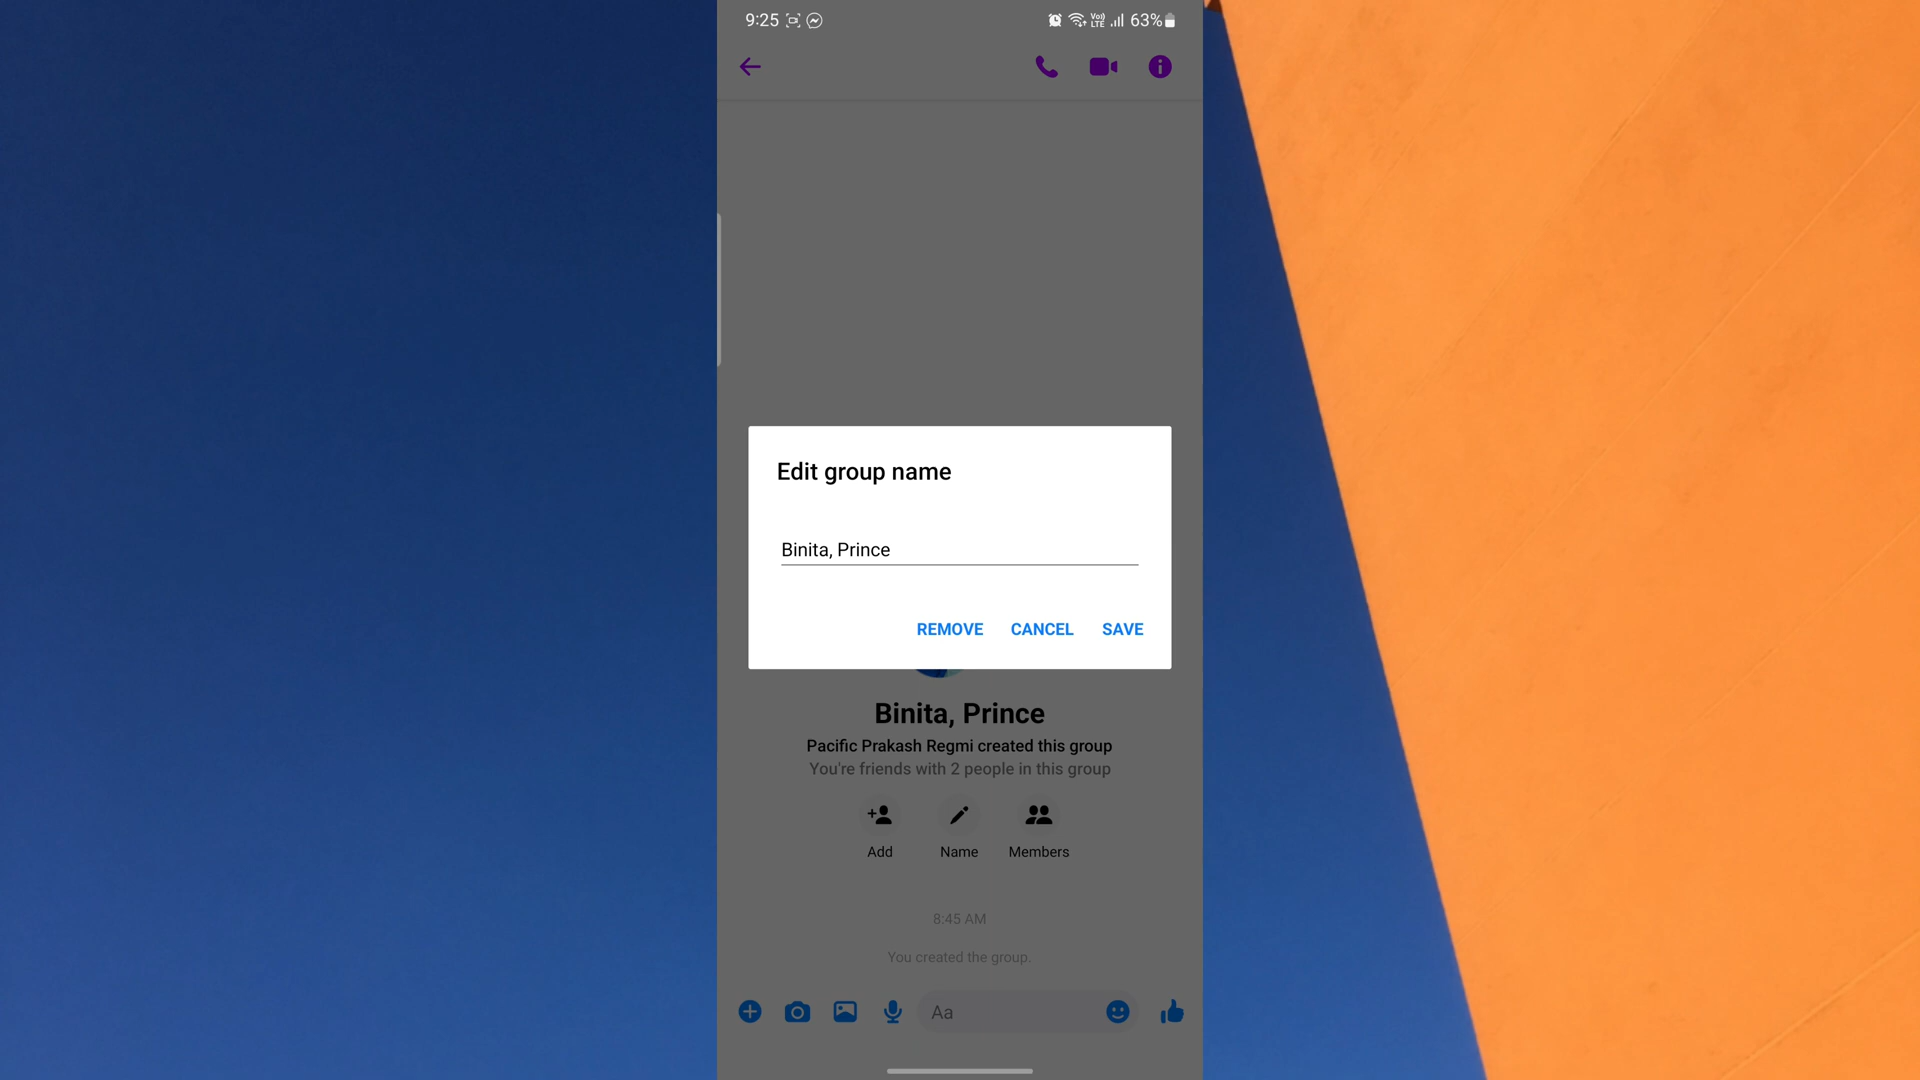 9:25
Vo))
LTE
63%
Edit group name
Binita, Prince
REMOVE CANCEL SAVE
Binita, Prince
Pacific Prakash Regmi created this group
You're friends with 2 people in this group
Add Name Members
8:45 AM
You created the group.
Aa